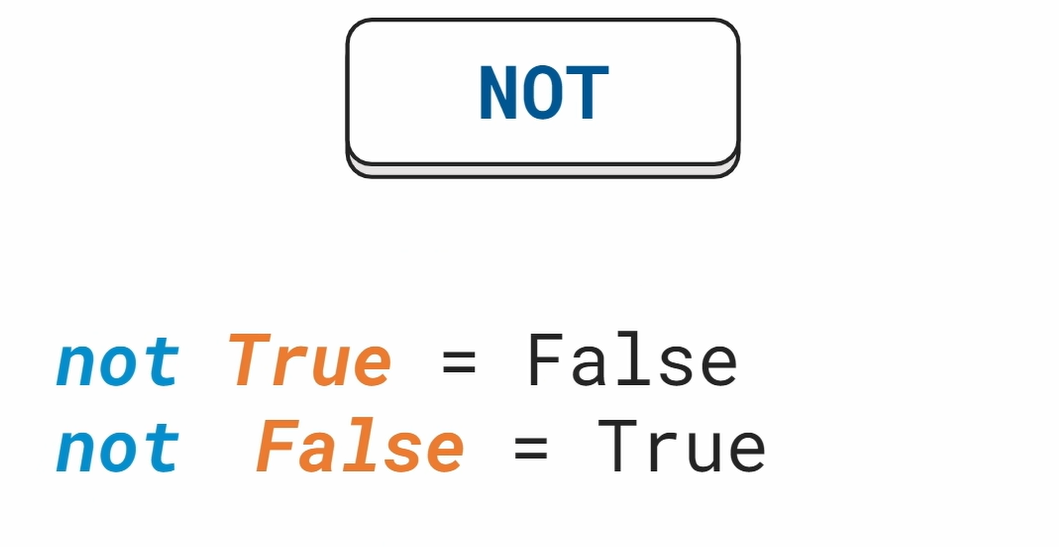 NOT
not True = False
not False = True